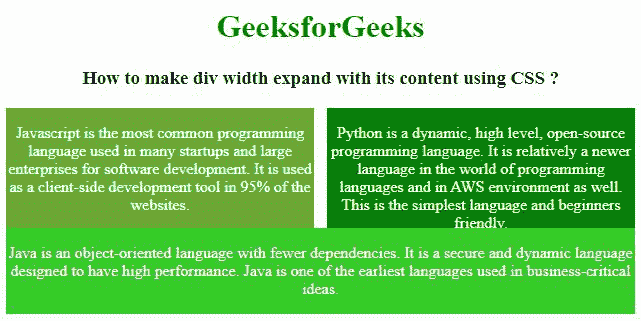 GeeksforGeeks
How to make div width expand with its content using CSS ?
Javascript is the most common programming
language used in many startups and large
enterprises for software development. It is used
as a client-side development tool in 95% of the
websites.
Python is a dynamic, high level, open-source
programming language. It is relatively a newer
language in the world of programming
languages and in AWS environment as well.
This is the simplest language and beginners
friendly.
Java is an object-oriented language with fewer dependencies. It is a secure and dynamic language
designed to have high performance. Java is one of the earliest languages used in business-critical
ideas.